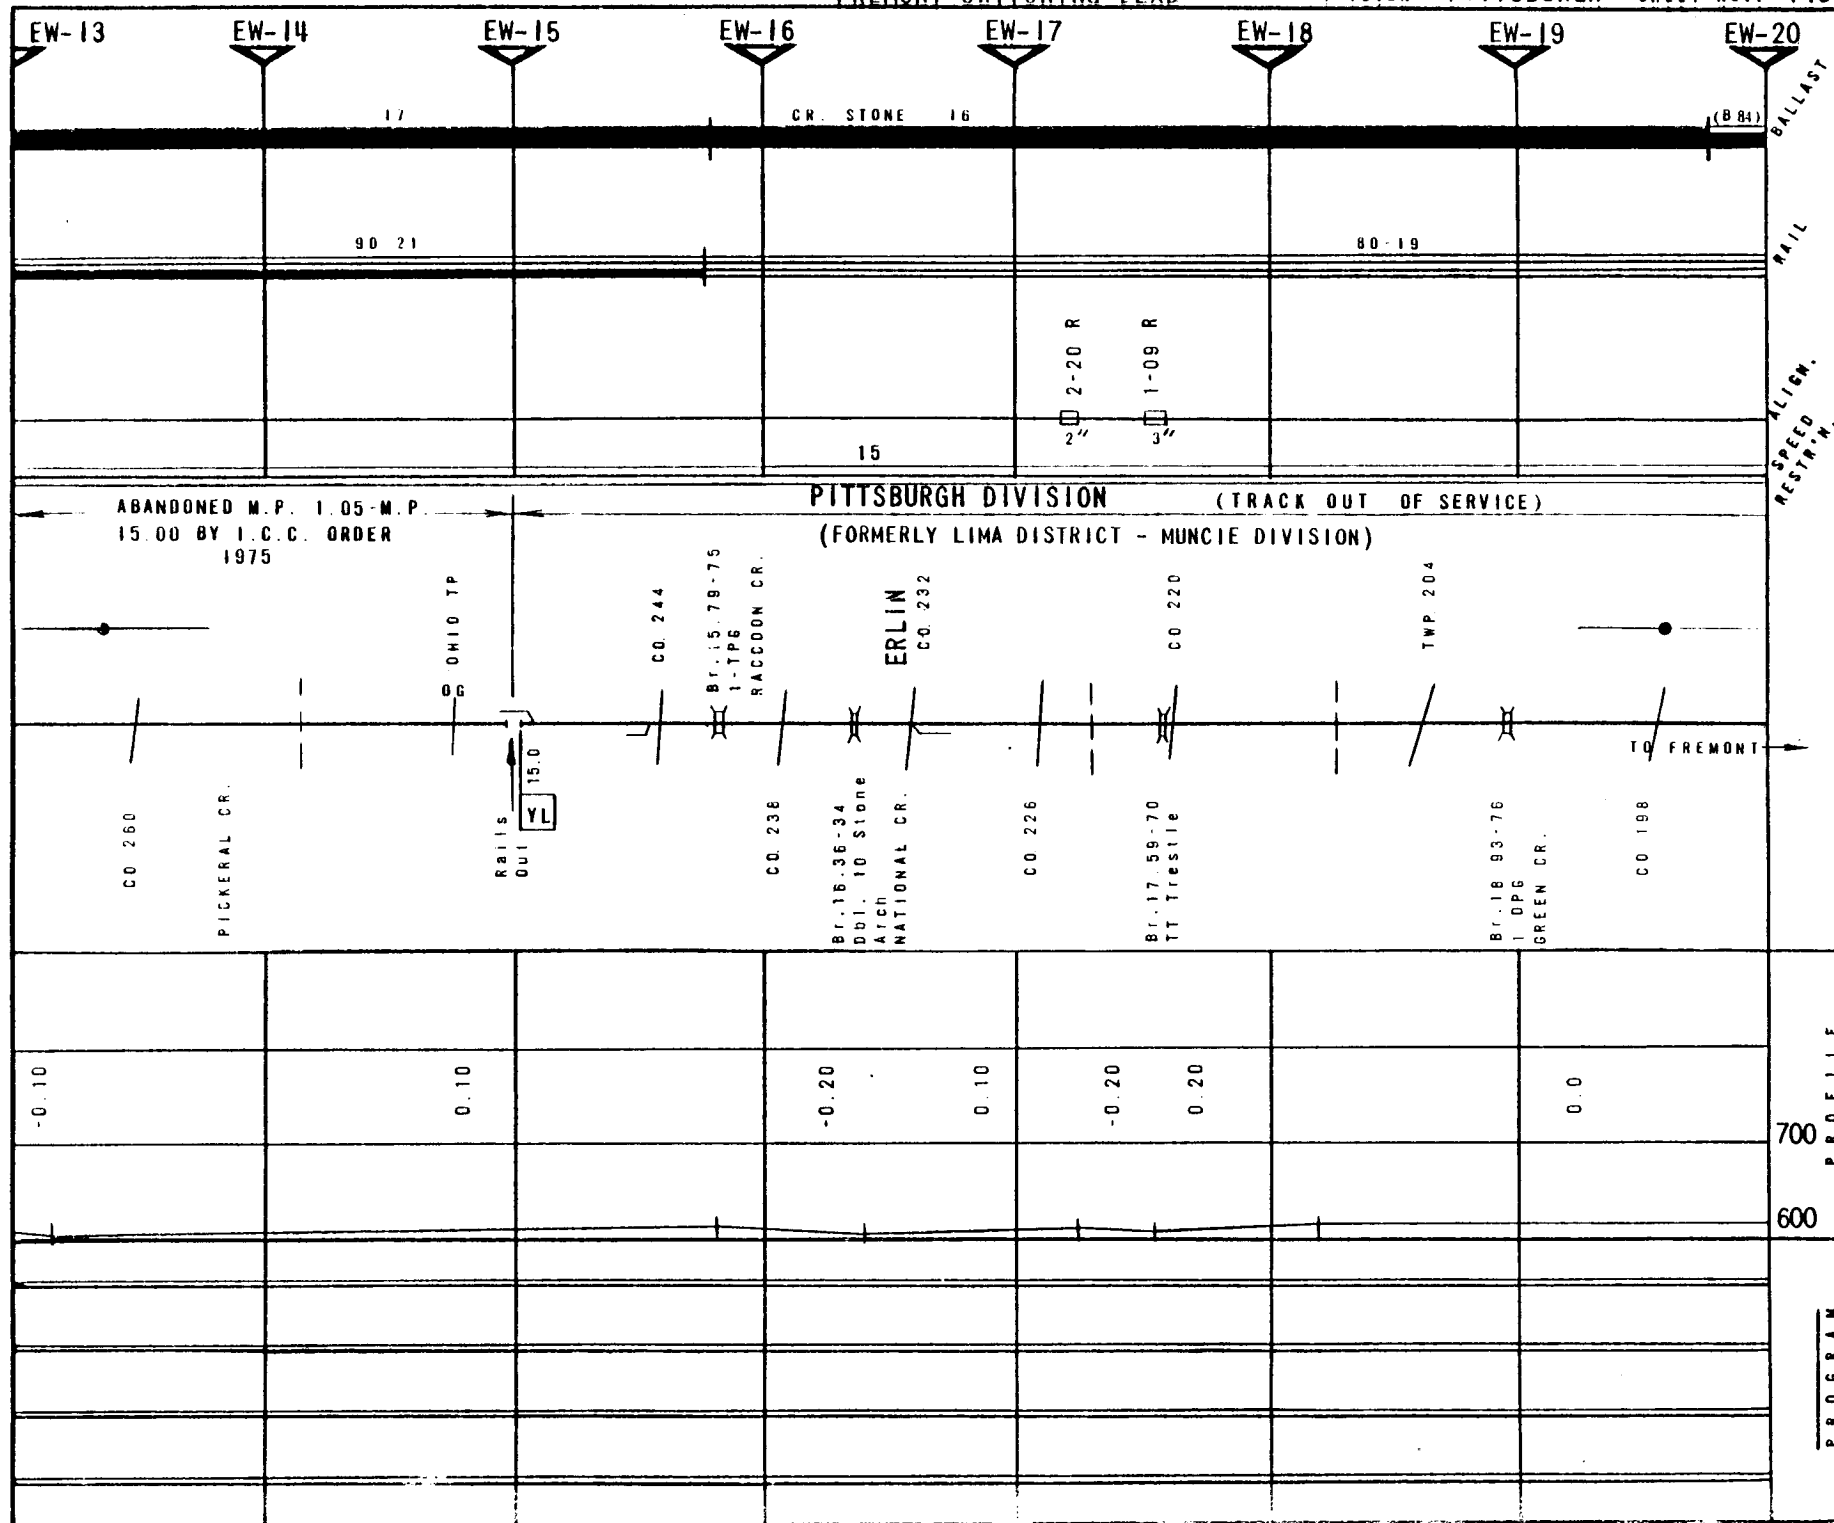 EW-13 EW-14 EW-15 EW-16 EW-17 EW-18 EW-19 EW-20
17 CR. STONE 16 (B 84)
BALLAST
90 21 80-19
RAIL
2-20 R 1-09 R
2" 3"
ALIGN.
15
SPEED
RESTR'N.
ABANDONED M.P. 1.05-M.P.
15.00 BY I.C.C. ORDER
1975
PITTSBURGH DIVISION (TRACK OUT OF SERVICE)
(FORMERLY LIMA DISTRICT - MUNCIE DIVISION)
OHIO TP
OG
CO. 244
Br.15.79-75
1-TPG
RACCOON CR.
ERLIN
CO. 232
CO 220
TWP. 204
TO FREMONT
CO 260
PICKERAL CR.
Rails
Out
15.0
YL
CO. 238
Br.16.36-34
Dbl. 10 Stone
Arch
NATIONAL CR.
CO. 226
Br.17.59-70
TT Trestle
Br.18 93-76
1 DPG
GREEN CR.
CO 198
-0.10 0.10 -0.20 0.10 -0.20 0.20 0.0
PROFILE
700
600
PROGRAM